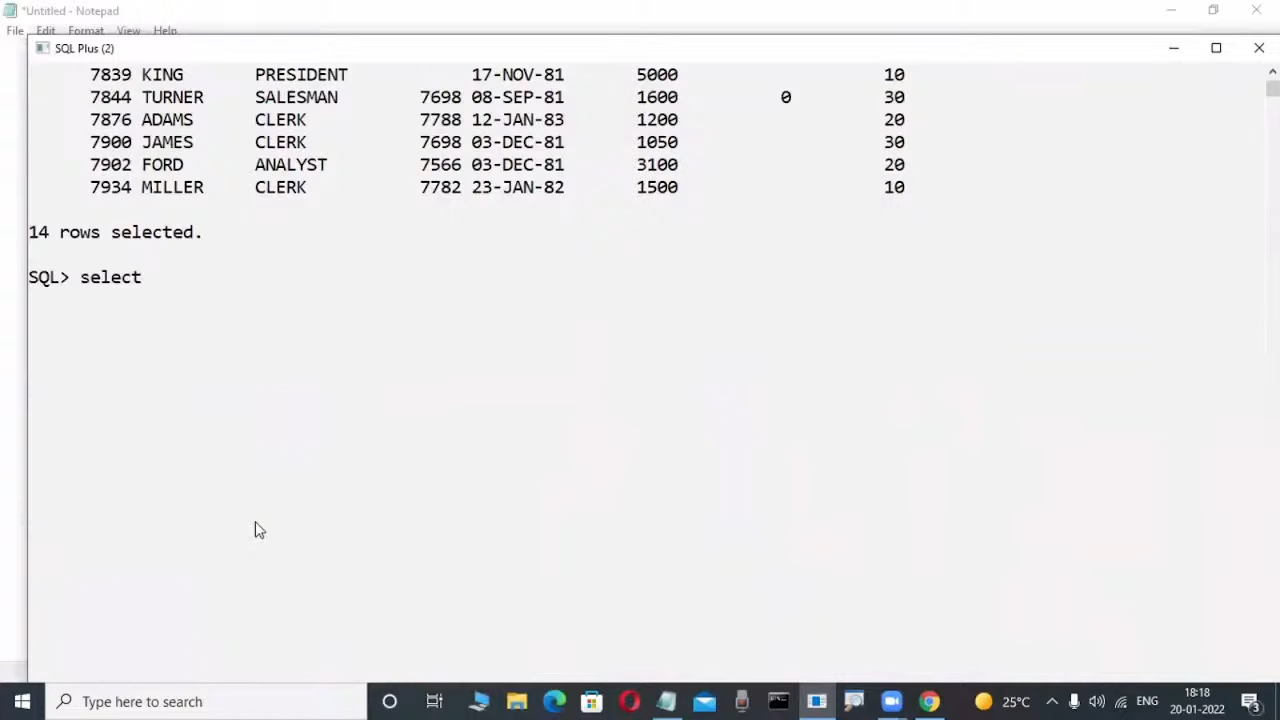 *Untitled - Notepad
File Edit Format View Help
SQL Plus (2)
7839 KING PRESIDENT 17-NOV-81 5000 10
7844 TURNER SALESMAN 7698 08-SEP-81 1600 0 30
7876 ADAMS CLERK 7788 12-JAN-83 1200 20
7900 JAMES CLERK 7698 03-DEC-81 1050 30
7902 FORD ANALYST 7566 03-DEC-81 3100 20
7934 MILLER CLERK 7782 23-JAN-82 1500 10
14 rows selected.
SQL> select
Type here to search
25°C
ENG
18:18
20-01-2022
3